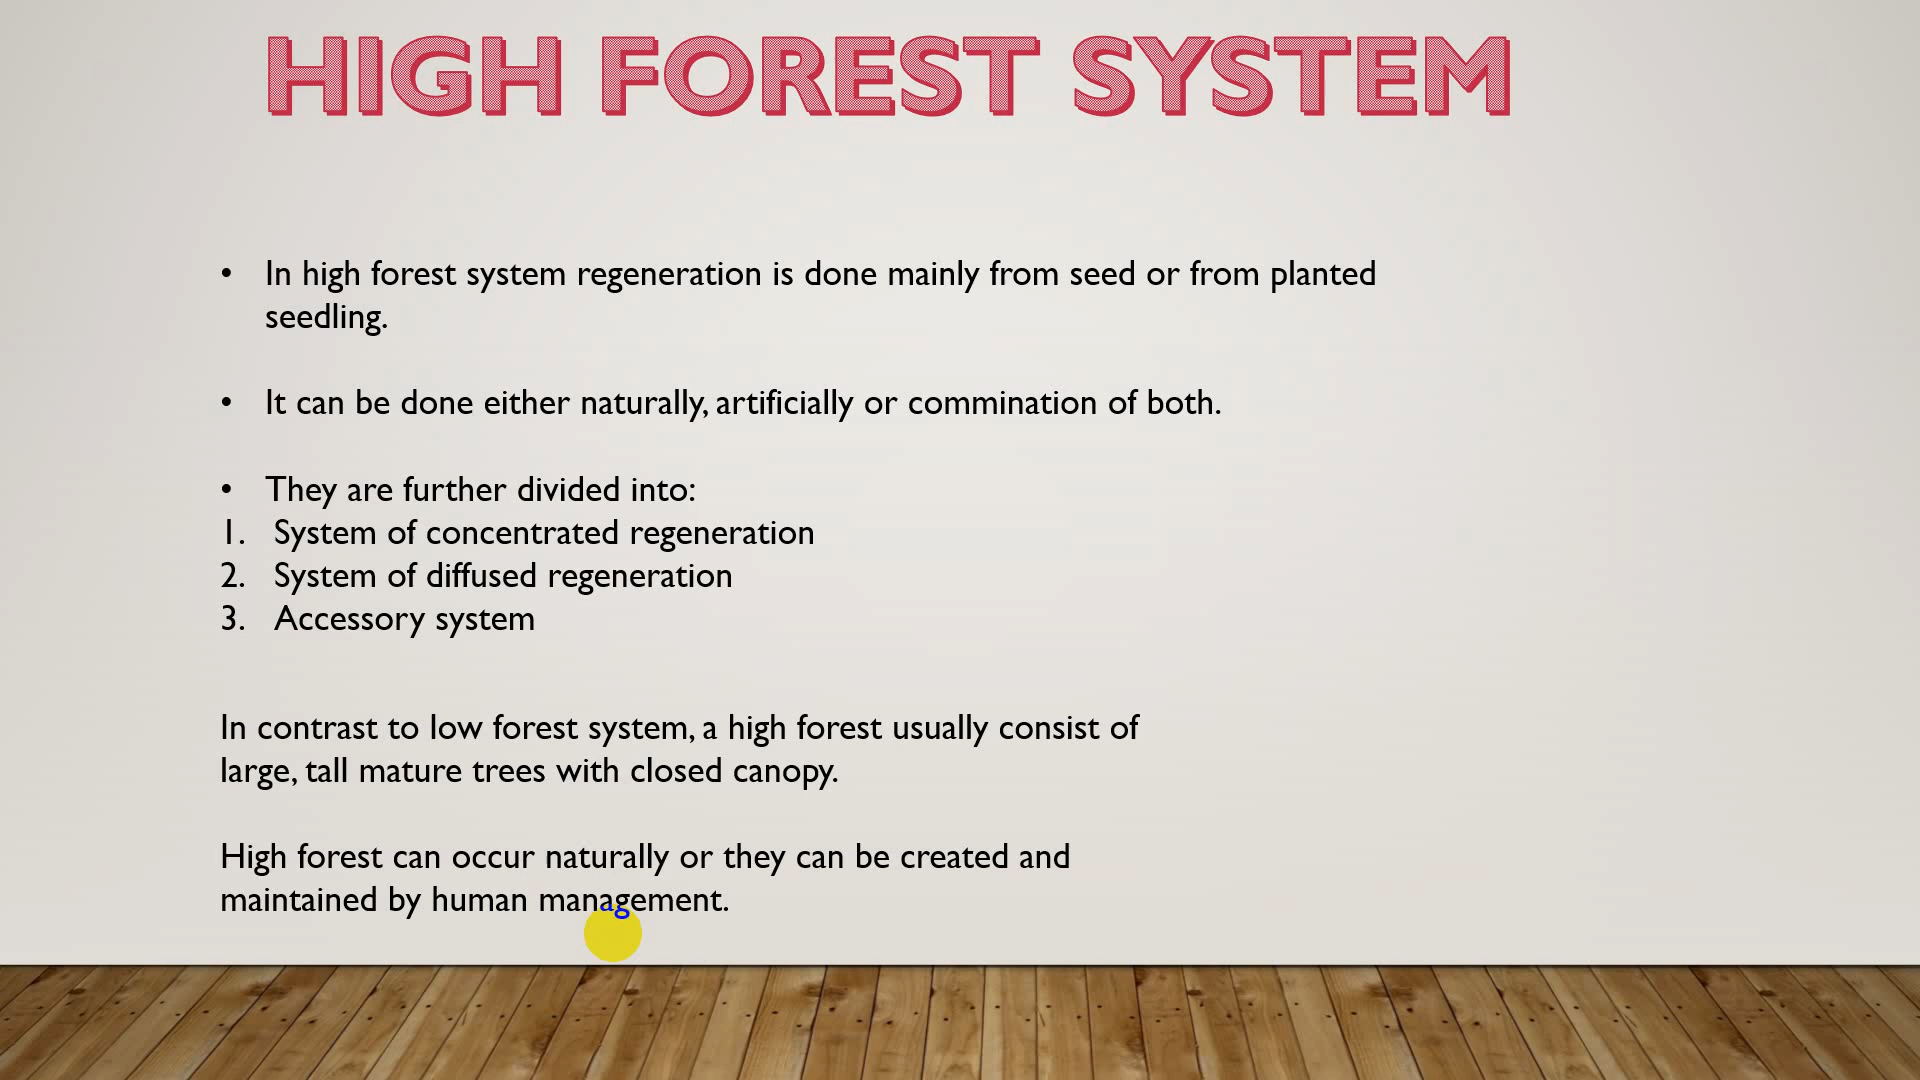 HIGH FOREST SYSTEM
• In high forest system regeneration is done mainly from seed or from planted
seedling.
• It can be done either naturally, artificially or commination of both.
• They are further divided into:
1. System of concentrated regeneration
2. System of diffused regeneration
3. Accessory system
In contrast to low forest system, a high forest usually consist of
large, tall mature trees with closed canopy.
High forest can occur naturally or they can be created and
maintained by human management.